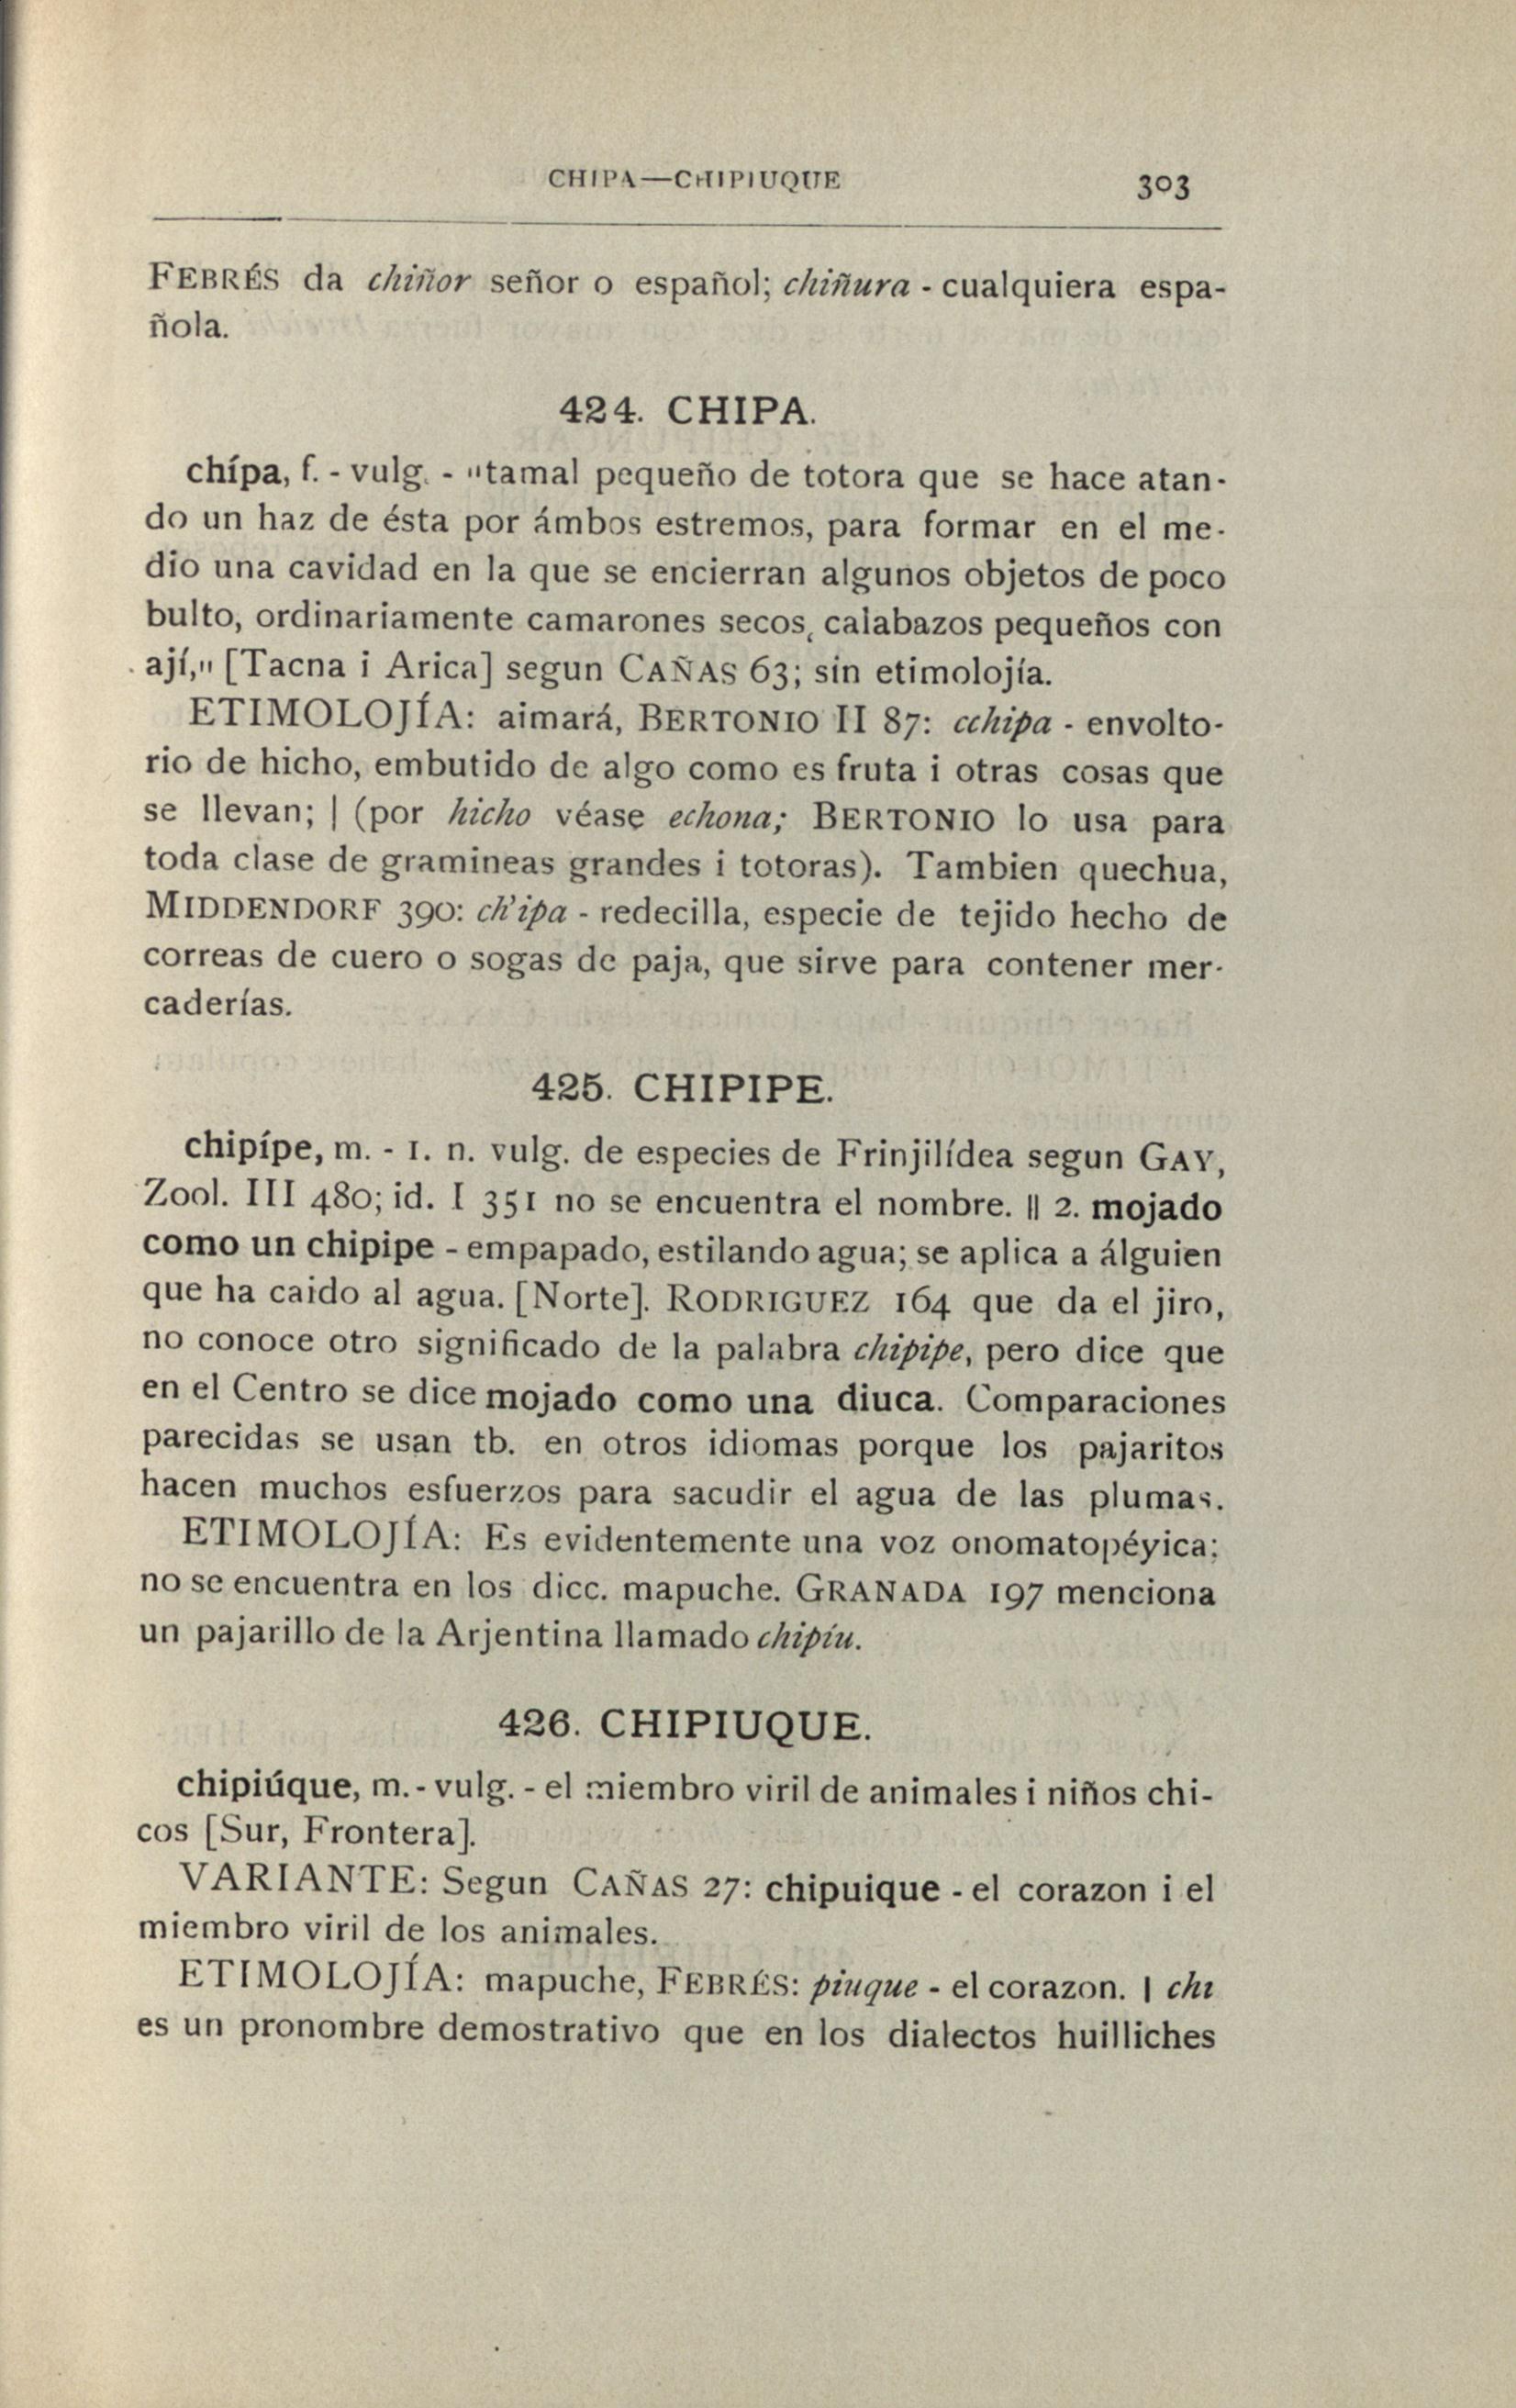 CHIPA—CHIPIUQUE 303
FEBRÉS da chiñor señor o español; chiñura - cualquiera espa-
ñola.
424. CHIPA.
chípa, f. - vulg. - "tamal pequeño de totora que se hace atan-
do un haz de ésta por ámbos estremos, para formar en el me-
dio una cavidad en la que se encierran algunos objetos de poco
bulto, ordinariamente camarones secos, calabazos pequeños con
ají," [Tacna i Arica] segun CAÑAS 63; sin etimolojía.
ETIMOLOJÍA: aimará, BERTONIO II 87: cchipa - envolto-
rio de hicho, embutido de algo como es fruta i otras cosas que
se llevan; | (por hicho véase echona; BERTONIO lo usa para
toda clase de gramineas grandes i totoras). Tambien quechua,
MIDDENDORF 390: ch'ipa - redecilla, especie de tejido hecho de
correas de cuero o sogas de paja, que sirve para contener mer-
caderías.
425. CHIPIPE.
chipípe, m. - 1. n. vulg. de especies de Frinjilídea segun GAY,
Zool. III 480; id. I 351 no se encuentra el nombre. || 2. mojado
como un chipipe - empapado, estilando agua; se aplica a álguien
que ha caido al agua. [Norte]. RODRIGUEZ 164 que da el jiro,
no conoce otro significado de la palabra chipipe, pero dice que
en el Centro se dice mojado como una diuca. Comparaciones
parecidas se usan tb. en otros idiomas porque los pajaritos
hacen muchos esfuerzos para sacudir el agua de las plumas.
ETIMOLOJÍA: Es evidentemente una voz onomatopéyica;
no se encuentra en los dicc. mapuche. GRANADA 197 menciona
un pajarillo de la Arjentina llamado chipíu.
426. CHIPIUQUE.
chipiúque, m. - vulg. - el miembro viril de animales i niños chi-
cos [Sur, Frontera].
VARIANTE: Segun CAÑAS 27: chipuique - el corazon i el
miembro viril de los animales.
ETIMOLOJÍA: mapuche, FEBRÉS: piuque - el corazon. | chi
es un pronombre demostrativo que en los dialectos huilliches